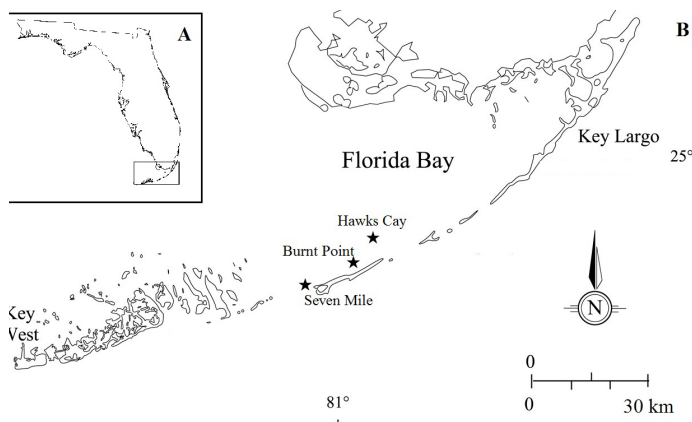 A
B
Key Largo
25°
Florida Bay
Hawks Cay
Burnt Point
Seven Mile
Key
West
N
0
0 30 km
81°